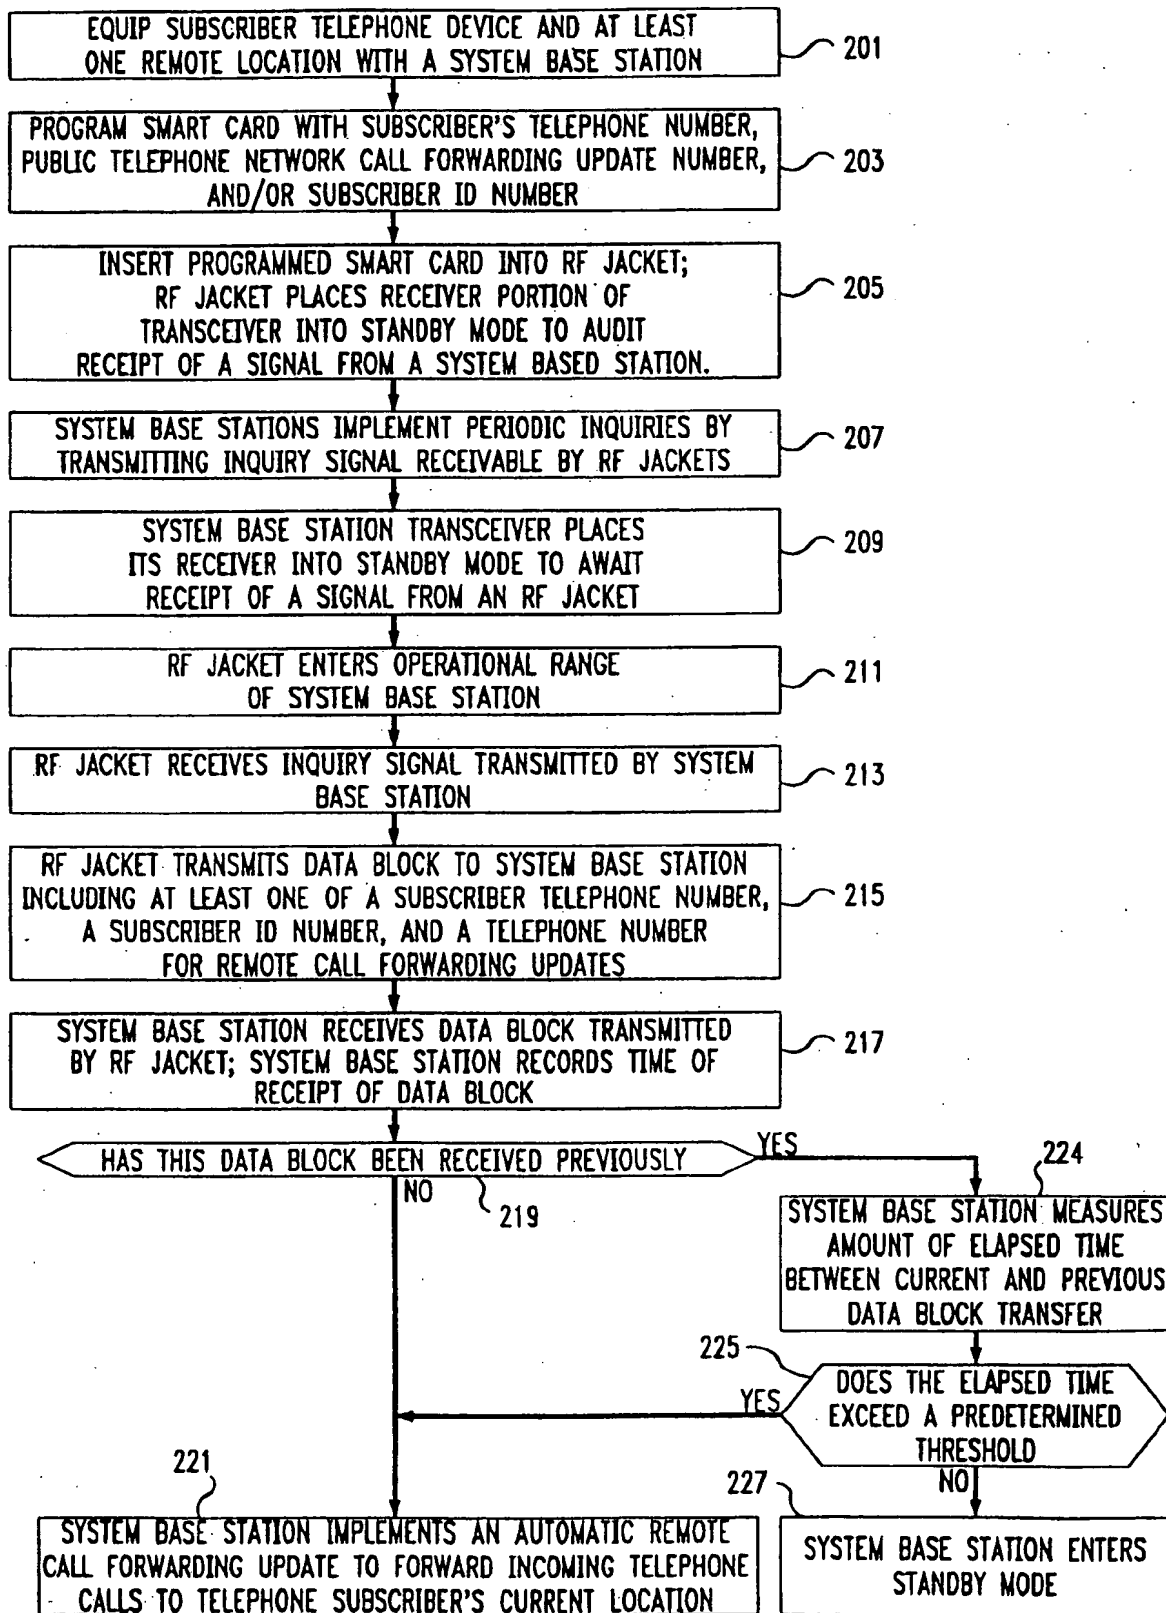 EQUIP SUBSCRIBER TELEPHONE DEVICE AND AT LEAST
ONE REMOTE LOCATION WITH A SYSTEM BASE STATION
201
PROGRAM SMART CARD WITH SUBSCRIBER'S TELEPHONE NUMBER,
PUBLIC TELEPHONE NETWORK CALL FORWARDING UPDATE NUMBER,
AND/OR SUBSCRIBER ID NUMBER
203
INSERT PROGRAMMED SMART CARD INTO RF JACKET;
RF JACKET PLACES RECEIVER PORTION OF
TRANSCEIVER INTO STANDBY MODE TO AUDIT
RECEIPT OF A SIGNAL FROM A SYSTEM BASED STATION.
205
SYSTEM BASE STATIONS IMPLEMENT PERIODIC INQUIRIES BY
TRANSMITTING INQUIRY SIGNAL RECEIVABLE BY RF JACKETS
207
SYSTEM BASE STATION TRANSCEIVER PLACES
ITS RECEIVER INTO STANDBY MODE TO AWAIT
RECEIPT OF A SIGNAL FROM AN RF JACKET
209
RF JACKET ENTERS OPERATIONAL RANGE
OF SYSTEM BASE STATION
211
RF JACKET RECEIVES INQUIRY SIGNAL TRANSMITTED BY SYSTEM
BASE STATION
213
RF JACKET TRANSMITS DATA BLOCK TO SYSTEM BASE STATION
INCLUDING AT LEAST ONE OF A SUBSCRIBER TELEPHONE NUMBER,
A SUBSCRIBER ID NUMBER, AND A TELEPHONE NUMBER
FOR REMOTE CALL FORWARDING UPDATES
215
SYSTEM BASE STATION RECEIVES DATA BLOCK TRANSMITTED
BY RF JACKET; SYSTEM BASE STATION RECORDS TIME OF
RECEIPT OF DATA BLOCK
217
HAS THIS DATA BLOCK BEEN RECEIVED PREVIOUSLY
YES
NO
219
224
SYSTEM BASE STATION MEASURES
AMOUNT OF ELAPSED TIME
BETWEEN CURRENT AND PREVIOUS
DATA BLOCK TRANSFER
225
DOES THE ELAPSED TIME
EXCEED A PREDETERMINED
THRESHOLD
YES
NO
221
SYSTEM BASE STATION IMPLEMENTS AN AUTOMATIC REMOTE
CALL FORWARDING UPDATE TO FORWARD INCOMING TELEPHONE
CALLS TO TELEPHONE SUBSCRIBER'S CURRENT LOCATION
227
SYSTEM BASE STATION ENTERS
STANDBY MODE